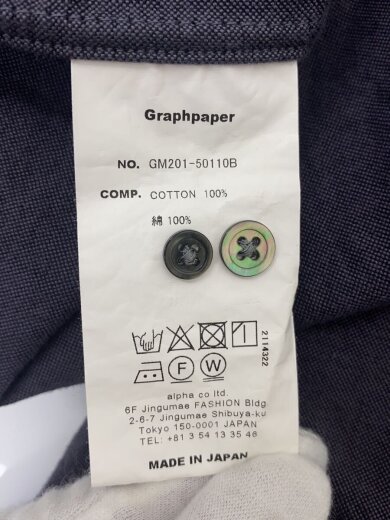 Graphpaper
NO. GM201-50110B
COMP. COTTON 100%
綿 100%
F W
2114322
alpha co ltd.
6F Jingumae FASHION Bldg
2-6-7 Jingumae Shibuya-ku
Tokyo 150-0001 JAPAN
TEL: +81 3 54 13 35 46
MADE IN JAPAN